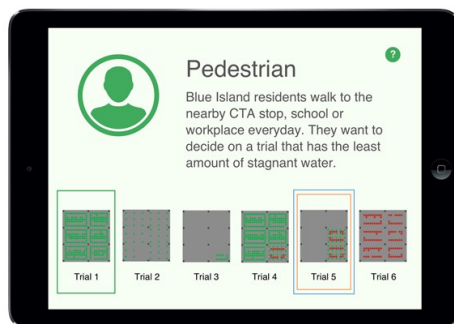 ?
Pedestrian
Blue Island residents walk to the
nearby CTA stop, school or
workplace everyday. They want to
decide on a trial that has the least
amount of stagnant water.
Trial 1 Trial 2 Trial 3 Trial 4 Trial 5 Trial 6